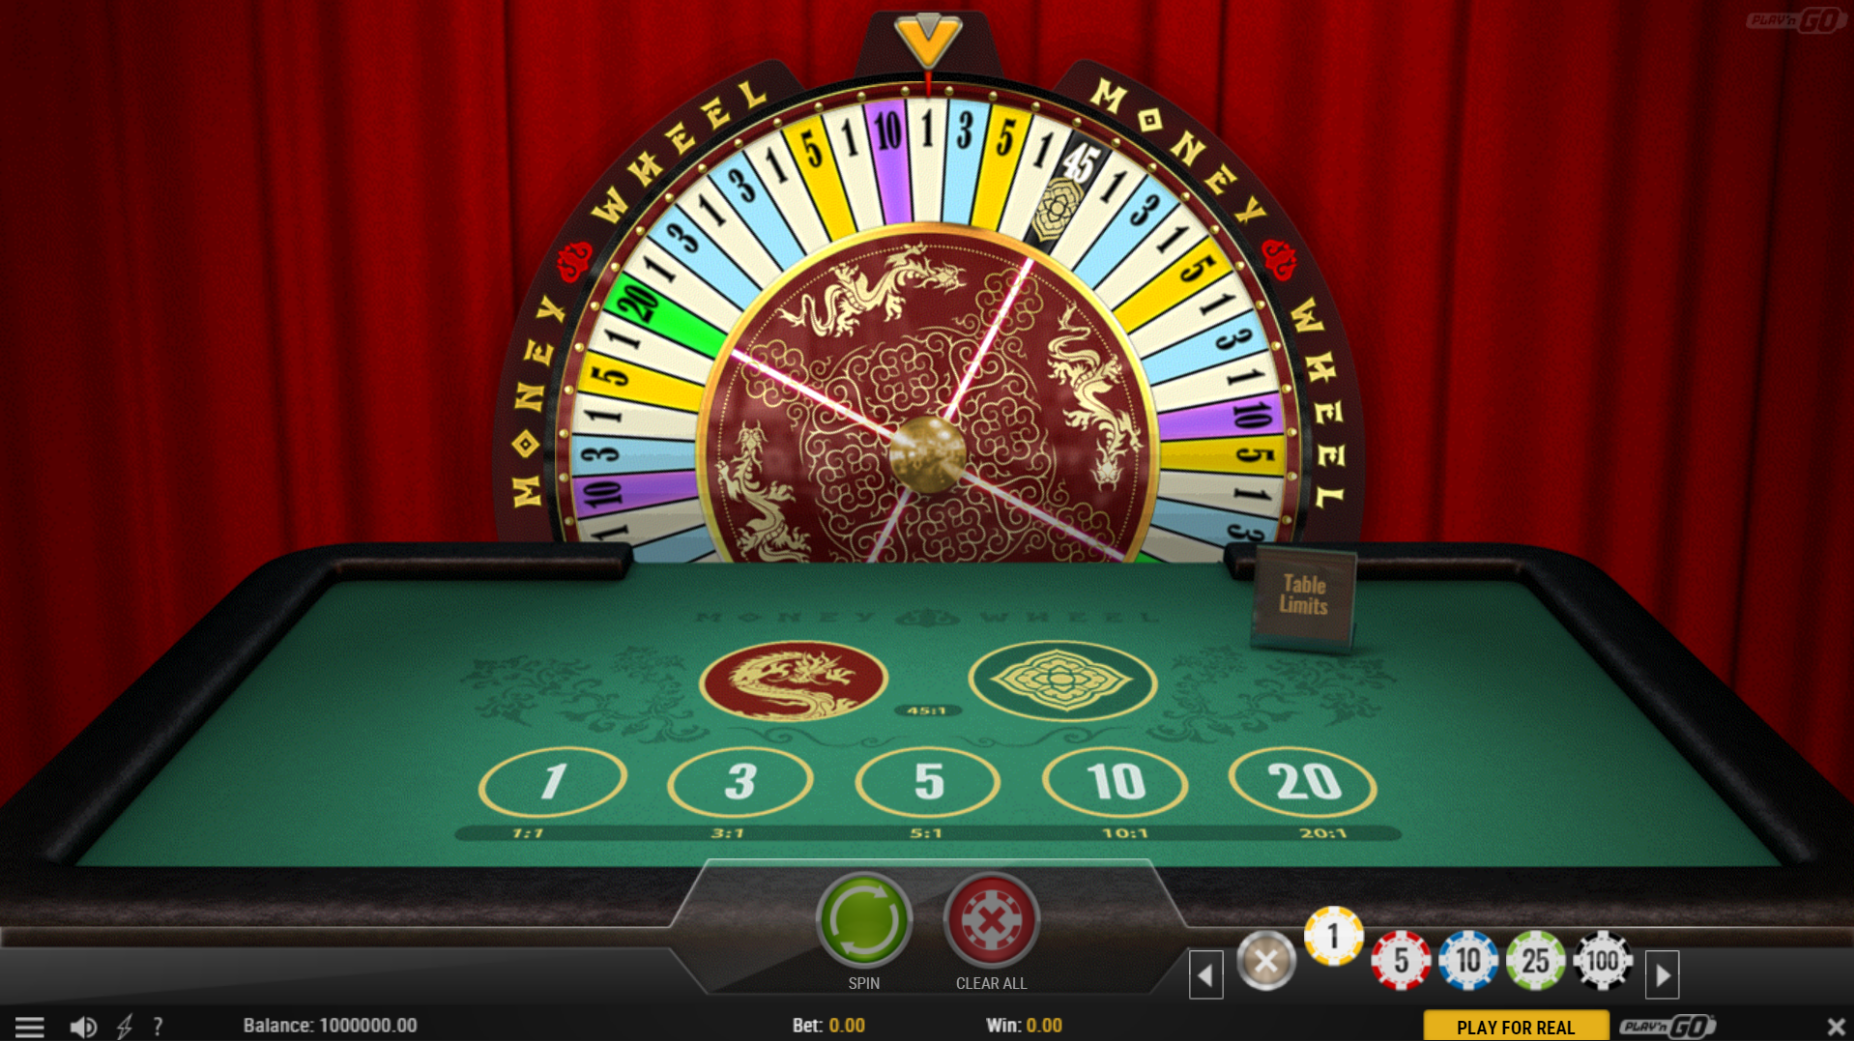 PLAY'n GO
MONEY WHEEL
MONEY WHEEL
1 20 1 3 1 3 1 5 1 10 1 3 5 1 45 1 3 1 5 1 3 1 10 5 1 3
1 5 1 3 10 1
Table
Limits
MONEY WHEEL
45:1
1 3 5 10 20
1:1 3:1 5:1 10:1 20:1
SPIN
CLEAR ALL
1 5 10 25 100
? Balance: 1000000.00 Bet: 0.00 Win: 0.00 PLAY FOR REAL PLAY'n GO